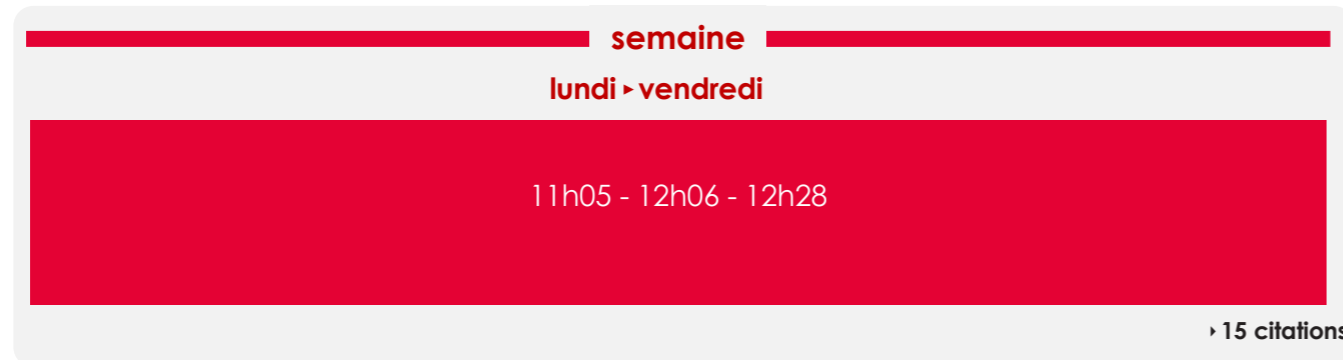 semaine
lundi ▸ vendredi
11h05 - 12h06 - 12h28
▸ 15 citations